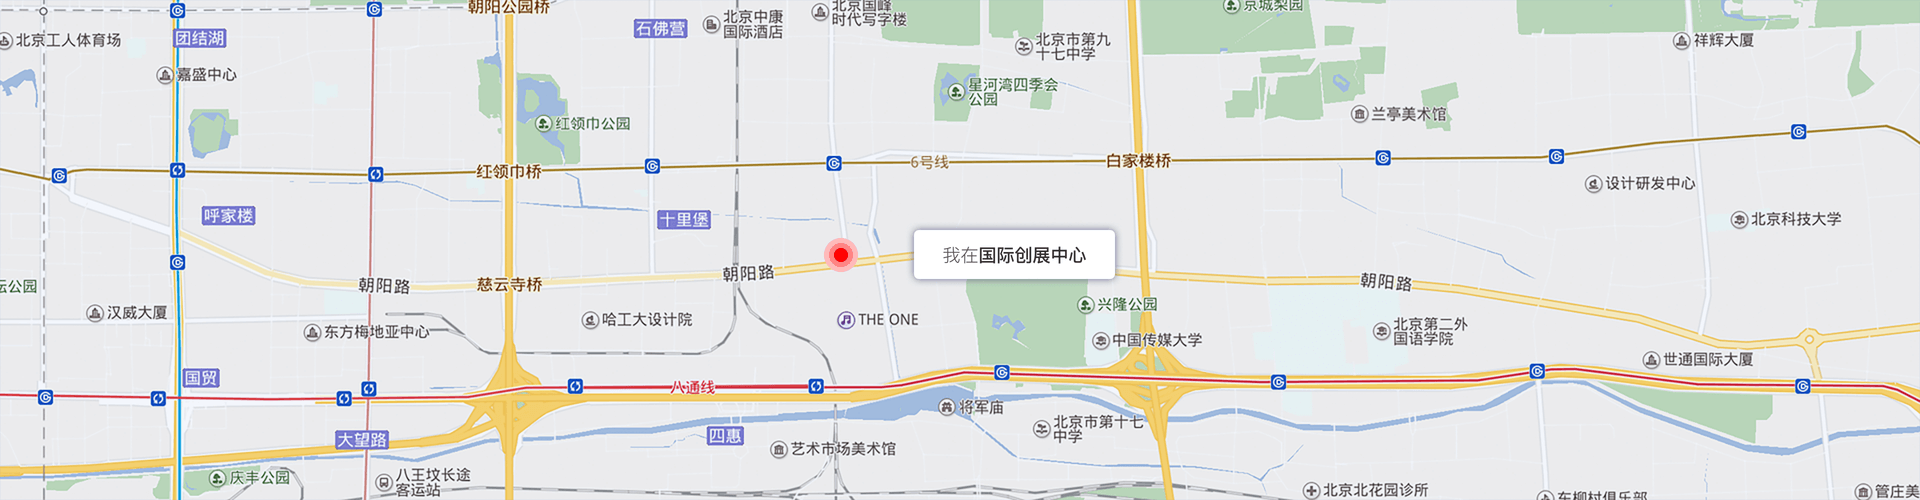 朝阳公园桥
京城梨园
北京工人体育场
团结湖
石佛营
北京中康
国际酒店
北京国峰
时代写字楼
北京市第九
十七中学
祥辉大厦
嘉盛中心
星河湾四季会
公园
红领巾公园
兰亭美术馆
红领巾桥
6号线
白家楼桥
设计研发中心
呼家楼
十里堡
北京科技大学
我在国际创展中心
朝阳路
朝阳路
慈云寺桥
朝阳路
坛公园
汉威大厦
东方梅地亚中心
哈工大设计院
THE ONE
兴隆公园
中国传媒大学
北京第二外
国语学院
世通国际大厦
国贸
八通线
将军庙
北京市第十七
中学
大望路
四惠
艺术市场美术馆
庆丰公园
八王坟长途
客运站
北京北花园诊所
东柳村俱乐部
管庄美